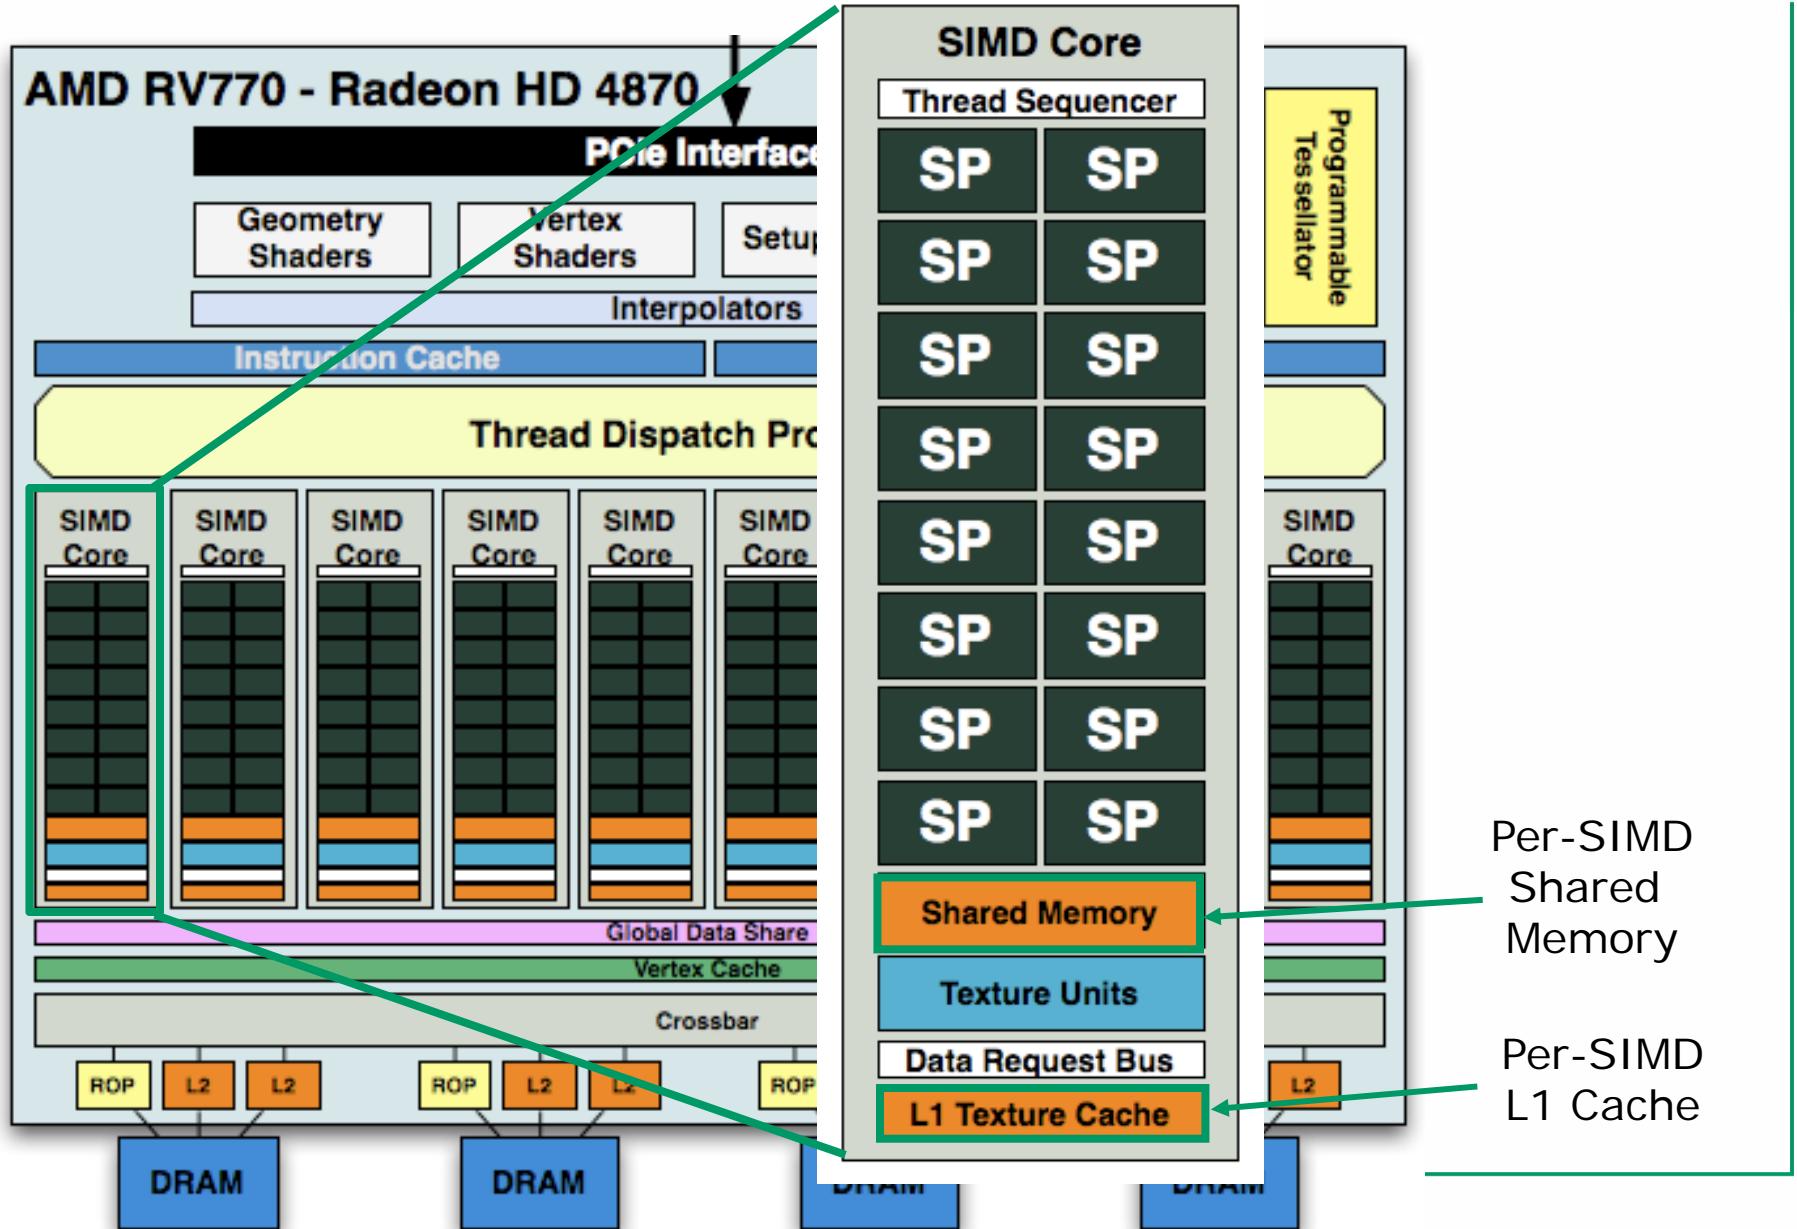 AMD RV770 - Radeon HD 4870
PCIe Interface
Geometry
Shaders
Vertex
Shaders
Interpolators
Instruction Cache
Thread Dispatch
SIMD
Core
SIMD
Core
SIMD
Core
SIMD
Core
SIMD
Core
SIMD
Core
Global Data Share
Vertex Cache
Crossbar
ROP
L2
L2
ROP
L2
L2
ROP
DRAM
DRAM
DRAM
DRAM
SIMD Core
Thread Sequencer
SP SP
SP SP
SP SP
SP SP
SP SP
SP SP
SP SP
SP SP
Shared Memory
Texture Units
Data Request Bus
L1 Texture Cache
Programmable
Tessellator
SIMD
Core
L2
Per-SIMD
Shared
Memory
Per-SIMD
L1 Cache